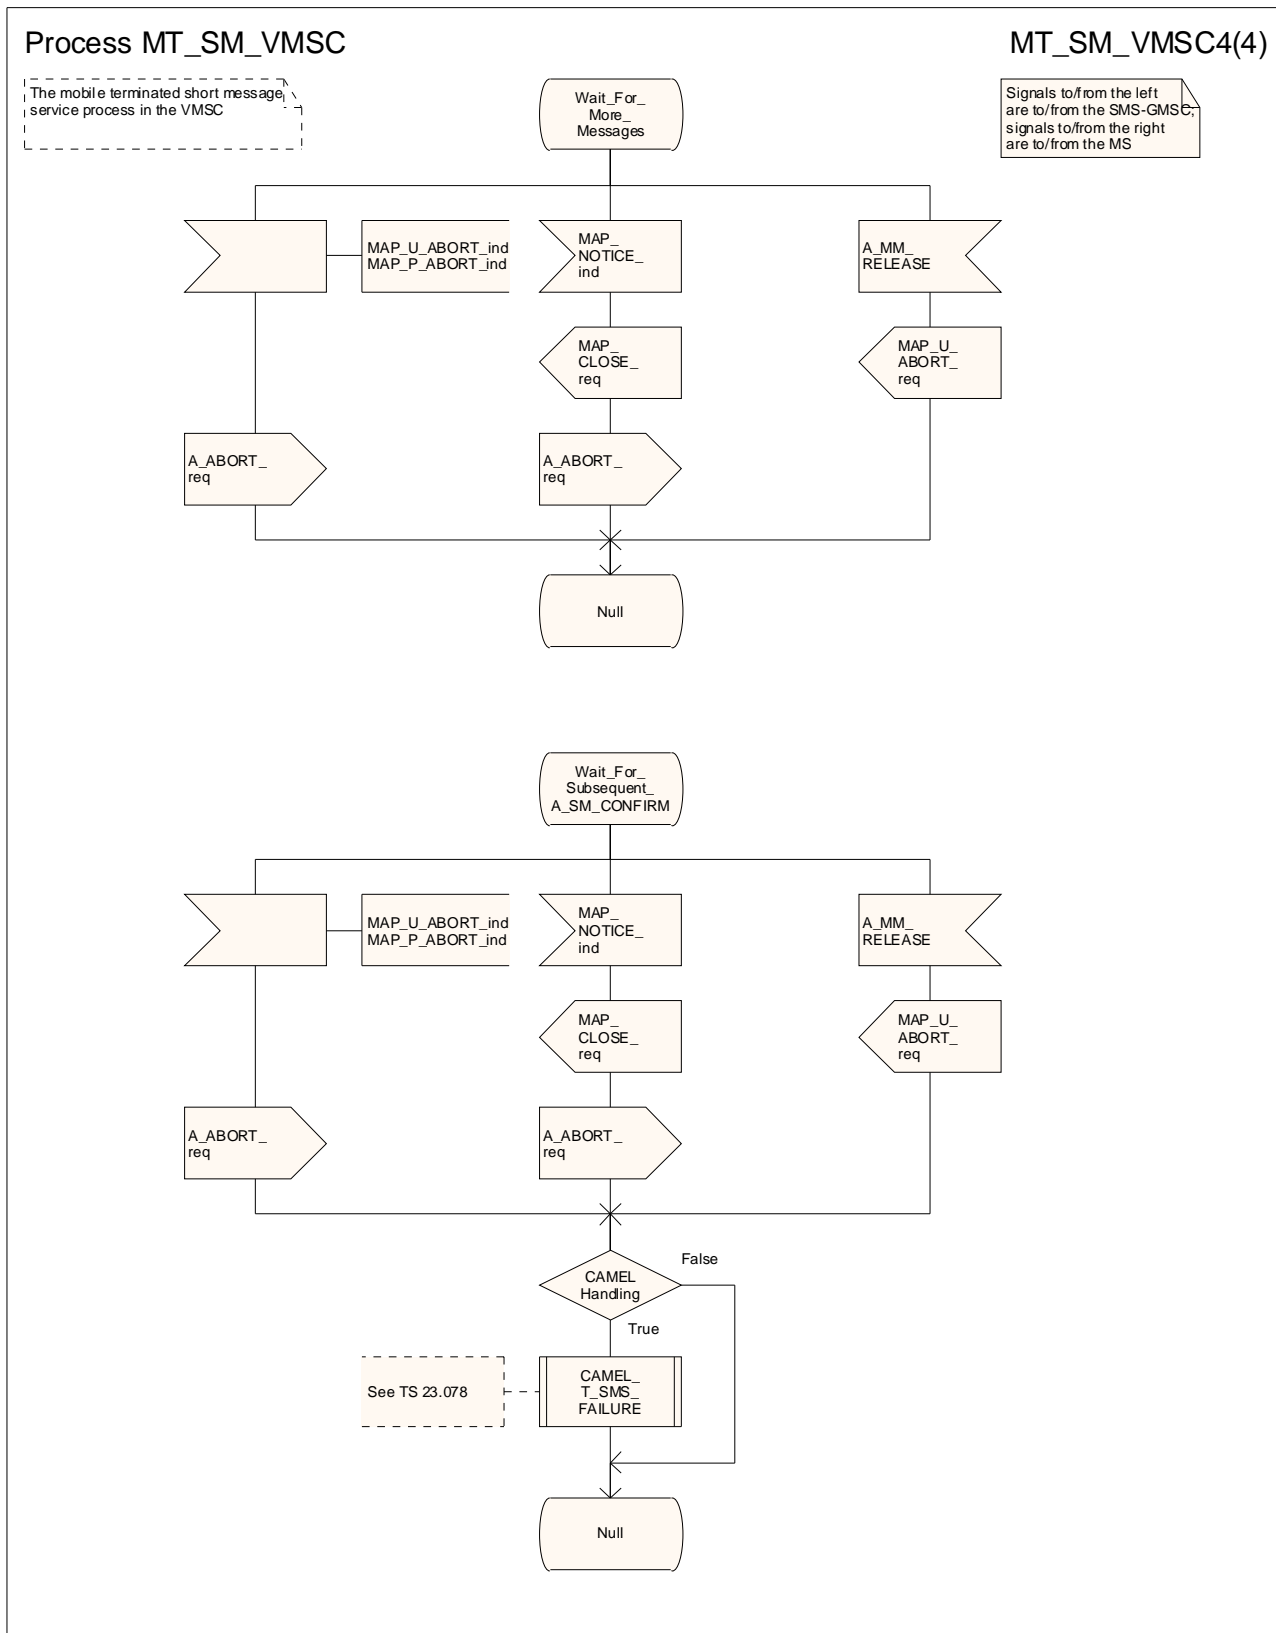 Process MT_SM_VMSC
MT_SM_VMSC4(4)
The mobile terminated short message
service process in the VMSC
Signals to/from the left
are to/from the SMS-GMSC;
signals to/from the right
are to/from the MS
Wait_For_
More_
Messages
MAP_U_ABORT_ind
MAP_P_ABORT_ind
MAP_
NOTICE_
ind
A_MM_
RELEASE
MAP_
CLOSE_
req
MAP_U_
ABORT_
req
A_ABORT_
req
A_ABORT_
req
Null
Wait_For_
Subsequent_
A_SM_CONFIRM
MAP_U_ABORT_ind
MAP_P_ABORT_ind
MAP_
NOTICE_
ind
A_MM_
RELEASE
MAP_
CLOSE_
req
MAP_U_
ABORT_
req
A_ABORT_
req
A_ABORT_
req
CAMEL
Handling
False
True
See TS 23.078
CAMEL_
T_SMS_
FAILURE
Null